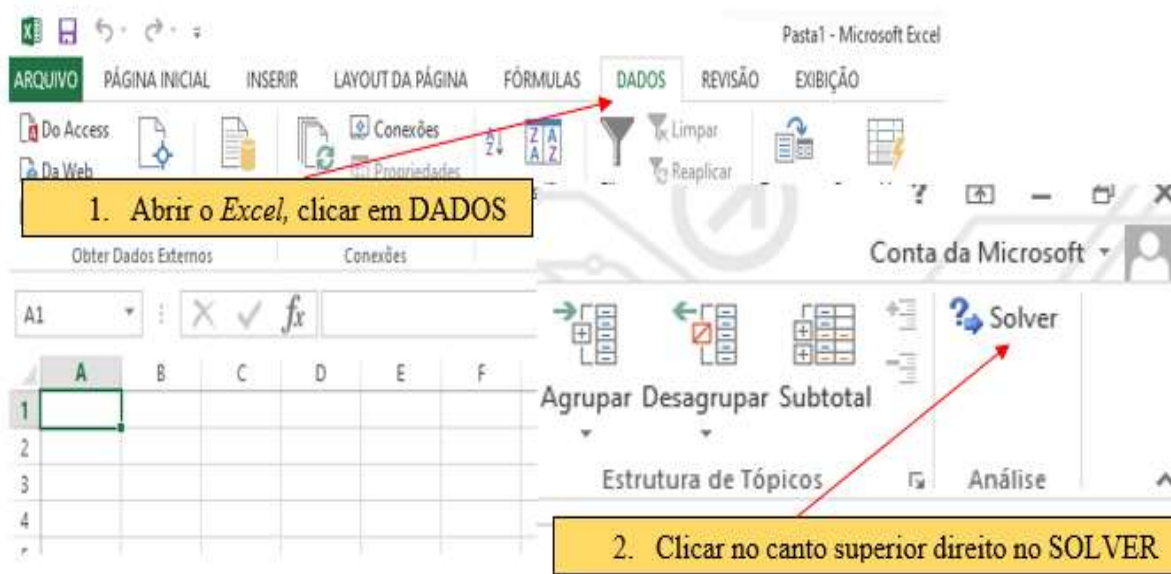 Pasta1 - Microsoft Excel
ARQUIVO PÁGINA INICIAL INSERIR LAYOUT DA PÁGINA FÓRMULAS DADOS REVISÃO EXIBIÇÃO
Do Access Conexões Limpar
Da Web Propriedades Reaplicar
1. Abrir o Excel, clicar em DADOS
Obter Dados Externos Conexões
Conta da Microsoft
A1 fx
Solver
A B C D E F
Agrupar Desagrupar Subtotal
1
2
3
4
Estrutura de Tópicos Análise
2. Clicar no canto superior direito no SOLVER